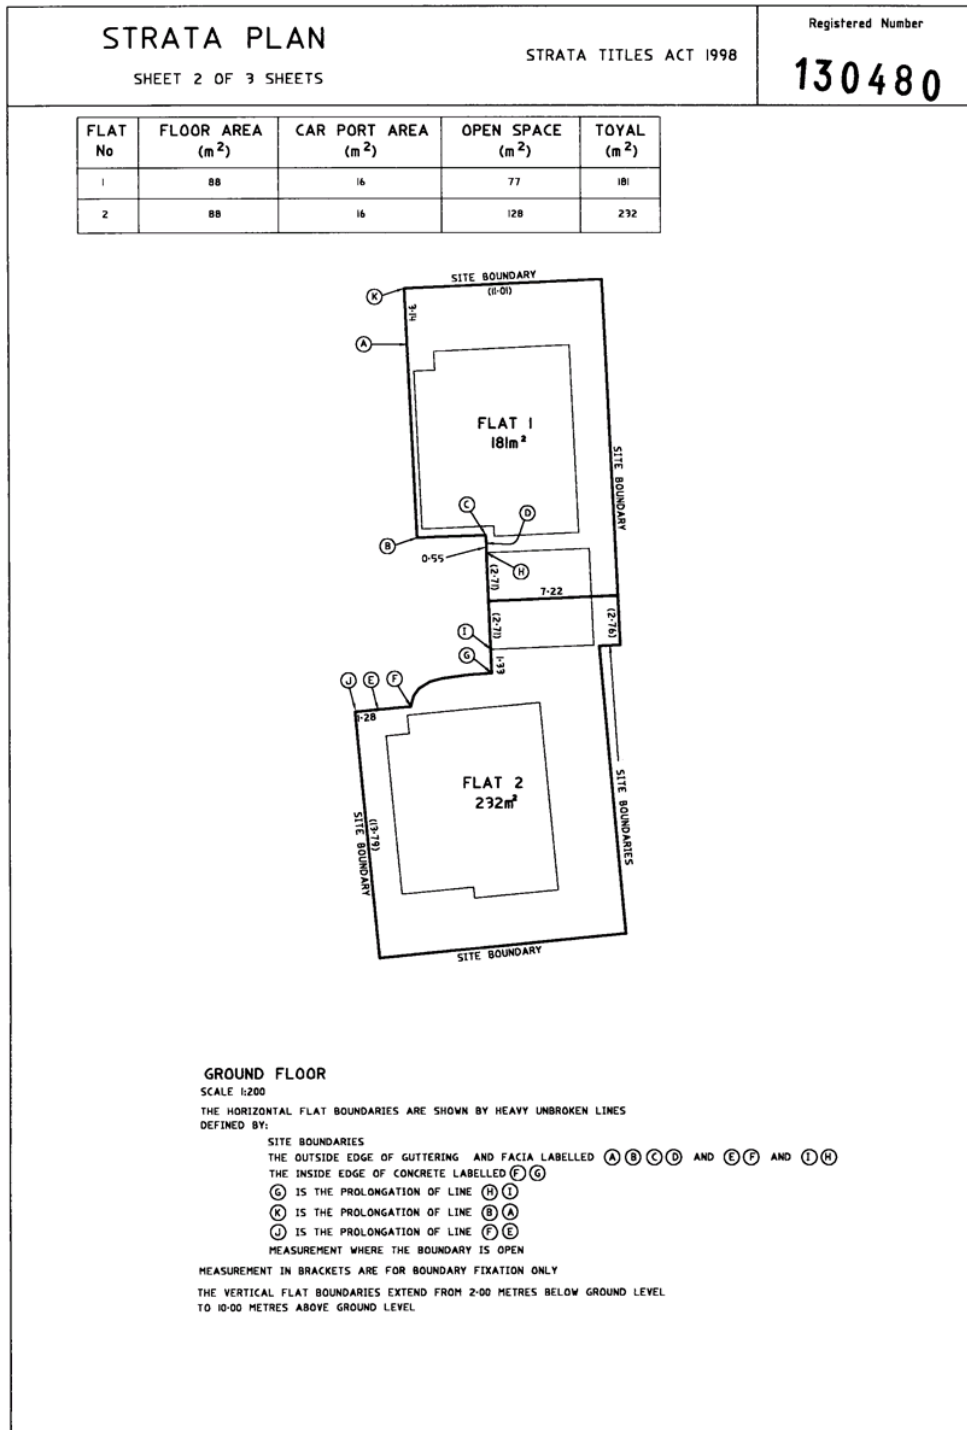 STRATA PLAN
SHEET 2 OF 3 SHEETS
STRATA TITLES ACT 1998
Registered Number
130480
FLAT No FLOOR AREA (m²) CAR PORT AREA (m²) OPEN SPACE (m²) TOYAL (m²)
1 88 16 77 181
2 88 16 128 232
SITE BOUNDARY
(11·01)
K
3·14
A
FLAT 1
181m²
SITE BOUNDARY
C
D
B
0·55
H
(2·71)
7·22
(2·71)
(2·76)
I
1·33
G
J E F
1·28
FLAT 2
232m²
SITE BOUNDARIES
(13·79)
SITE BOUNDARY
SITE BOUNDARY
GROUND FLOOR
SCALE 1:200
THE HORIZONTAL FLAT BOUNDARIES ARE SHOWN BY HEAVY UNBROKEN LINES
DEFINED BY:
SITE BOUNDARIES
THE OUTSIDE EDGE OF GUTTERING AND FACIA LABELLED A B C D AND E F AND I H
THE INSIDE EDGE OF CONCRETE LABELLED F G
G IS THE PROLONGATION OF LINE H I
K IS THE PROLONGATION OF LINE B A
J IS THE PROLONGATION OF LINE F E
MEASUREMENT WHERE THE BOUNDARY IS OPEN
MEASUREMENT IN BRACKETS ARE FOR BOUNDARY FIXATION ONLY
THE VERTICAL FLAT BOUNDARIES EXTEND FROM 2·00 METRES BELOW GROUND LEVEL
TO 10·00 METRES ABOVE GROUND LEVEL